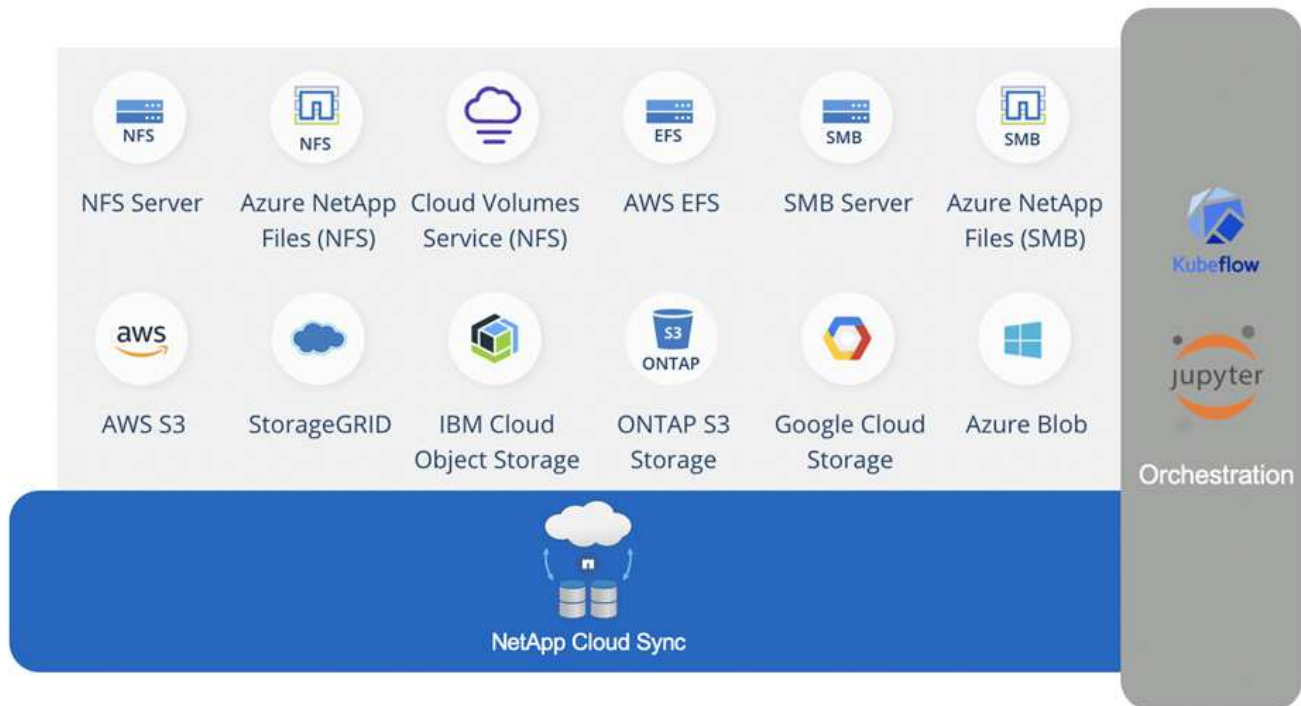 NFS
NFS
EFS
SMB
SMB
NFS Server
Azure NetApp
Files (NFS)
Cloud Volumes
Service (NFS)
AWS EFS
SMB Server
Azure NetApp
Files (SMB)
Kubeflow
aws
S3
ONTAP
jupyter
AWS S3
StorageGRID
IBM Cloud
Object Storage
ONTAP S3
Storage
Google Cloud
Storage
Azure Blob
Orchestration
NetApp Cloud Sync